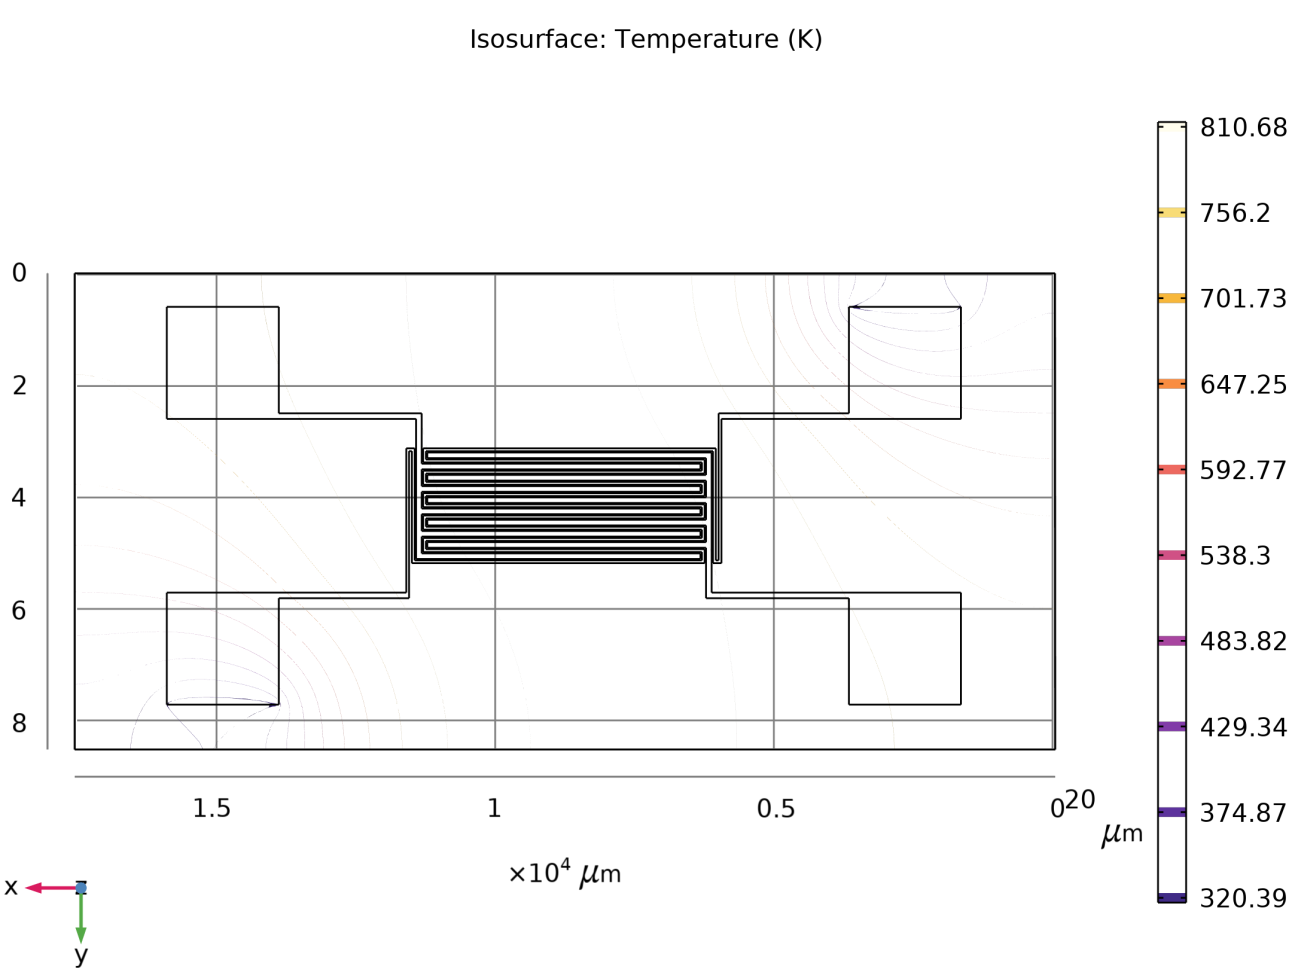 Isosurface: Temperature (K)
810.68
756.2
701.73
647.25
592.77
538.3
483.82
429.34
374.87
320.39
0
2
4
6
8
1.5 1 0.5 0 20
×10⁴ μm
μm
x
z
y